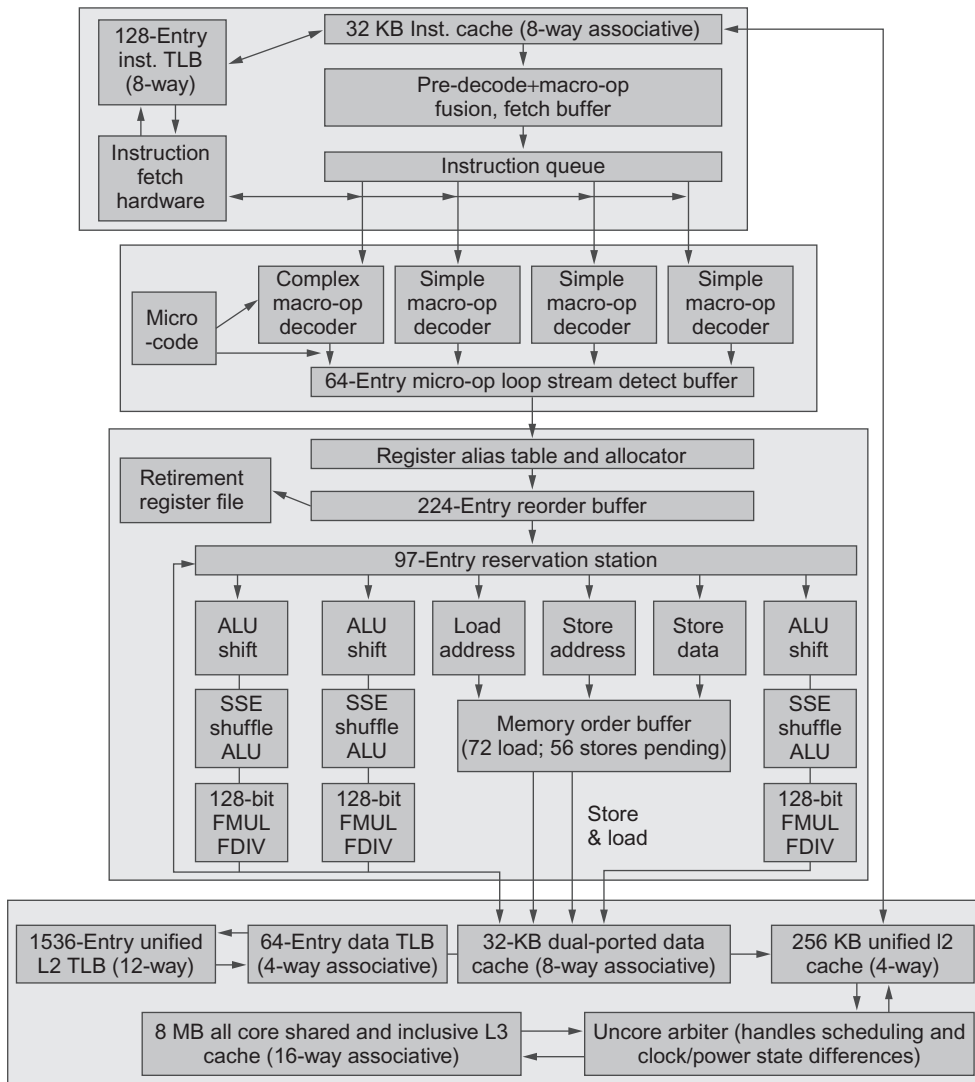 128-Entry
inst. TLB
(8-way)
32 KB Inst. cache (8-way associative)
Pre-decode+macro-op
fusion, fetch buffer
Instruction
fetch
hardware
Instruction queue
Micro
-code
Complex
macro-op
decoder
Simple
macro-op
decoder
Simple
macro-op
decoder
Simple
macro-op
decoder
64-Entry micro-op loop stream detect buffer
Register alias table and allocator
Retirement
register file
224-Entry reorder buffer
97-Entry reservation station
ALU
shift
ALU
shift
Load
address
Store
address
Store
data
ALU
shift
SSE
shuffle
ALU
SSE
shuffle
ALU
Memory order buffer
(72 load; 56 stores pending)
SSE
shuffle
ALU
128-bit
FMUL
FDIV
128-bit
FMUL
FDIV
Store
& load
128-bit
FMUL
FDIV
1536-Entry unified
L2 TLB (12-way)
64-Entry data TLB
(4-way associative)
32-KB dual-ported data
cache (8-way associative)
256 KB unified l2
cache (4-way)
8 MB all core shared and inclusive L3
cache (16-way associative)
Uncore arbiter (handles scheduling and
clock/power state differences)